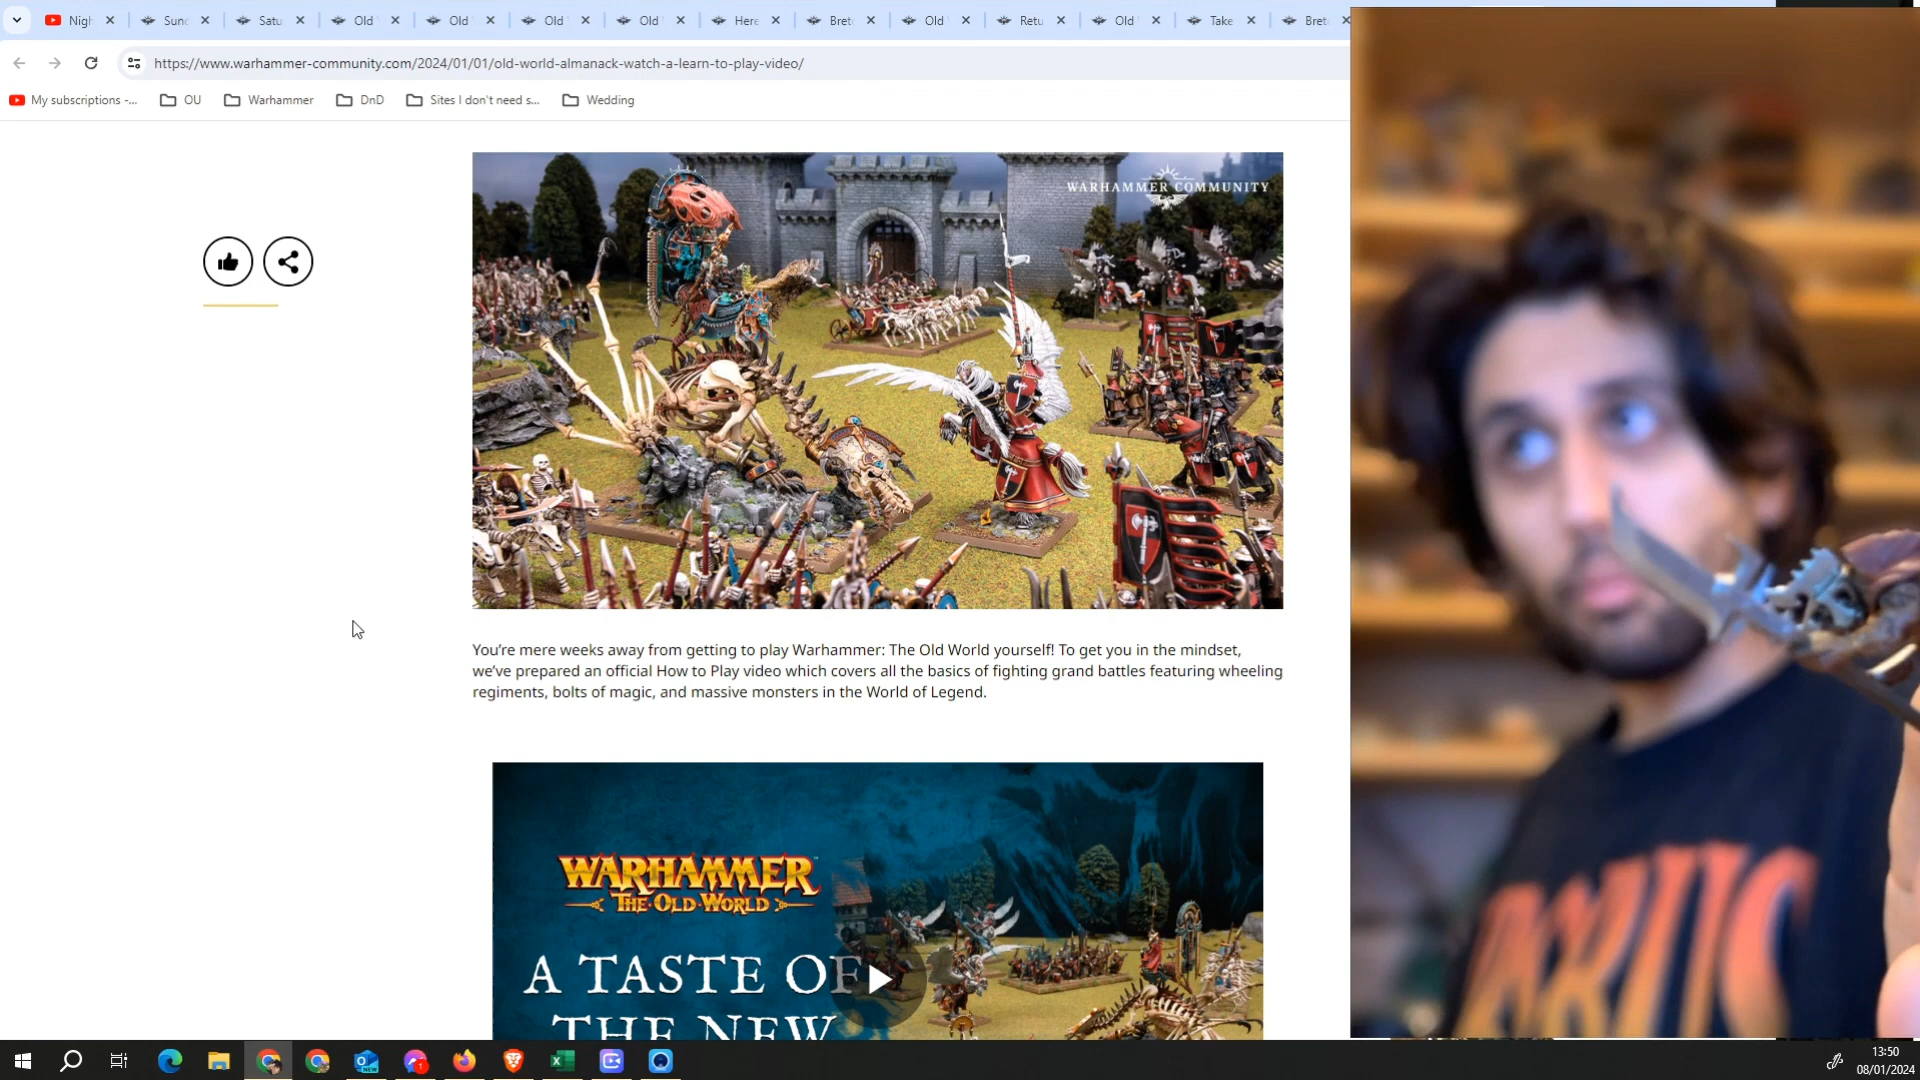 Nigh
Sund
Satu
Old
Old
Old
Old
Here
Bret
Old
Retu
Old
Take
Bret
https://www.warhammer-community.com/2024/01/01/old-world-almanack-watch-a-learn-to-play-video/
My subscriptions -...
OU
Warhammer
DnD
Sites I don't need s...
Wedding
WARHAMMER COMMUNITY
You're mere weeks away from getting to play Warhammer: The Old World yourself! To get you in the mindset,
we've prepared an official How to Play video which covers all the basics of fighting grand battles featuring wheeling
regiments, bolts of magic, and massive monsters in the World of Legend.
WARHAMMER
THE OLD WORLD
A TASTE OF
THE NEW
13:50
08/01/2024